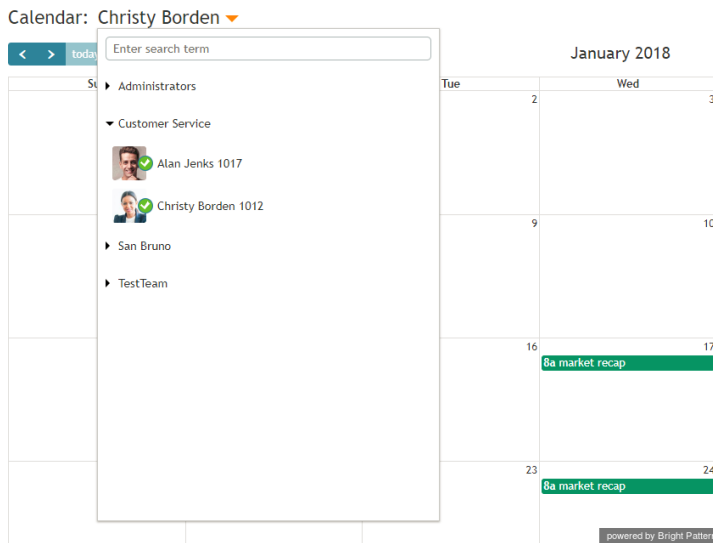 Calendar: Christy Borden
today
January 2018
Enter search term
Tue
Wed
Administrators
2
3
Customer Service
Alan Jenks 1017
Christy Borden 1012
9
10
San Bruno
TestTeam
16
17
8a market recap
23
24
8a market recap
powered by Bright Pattern